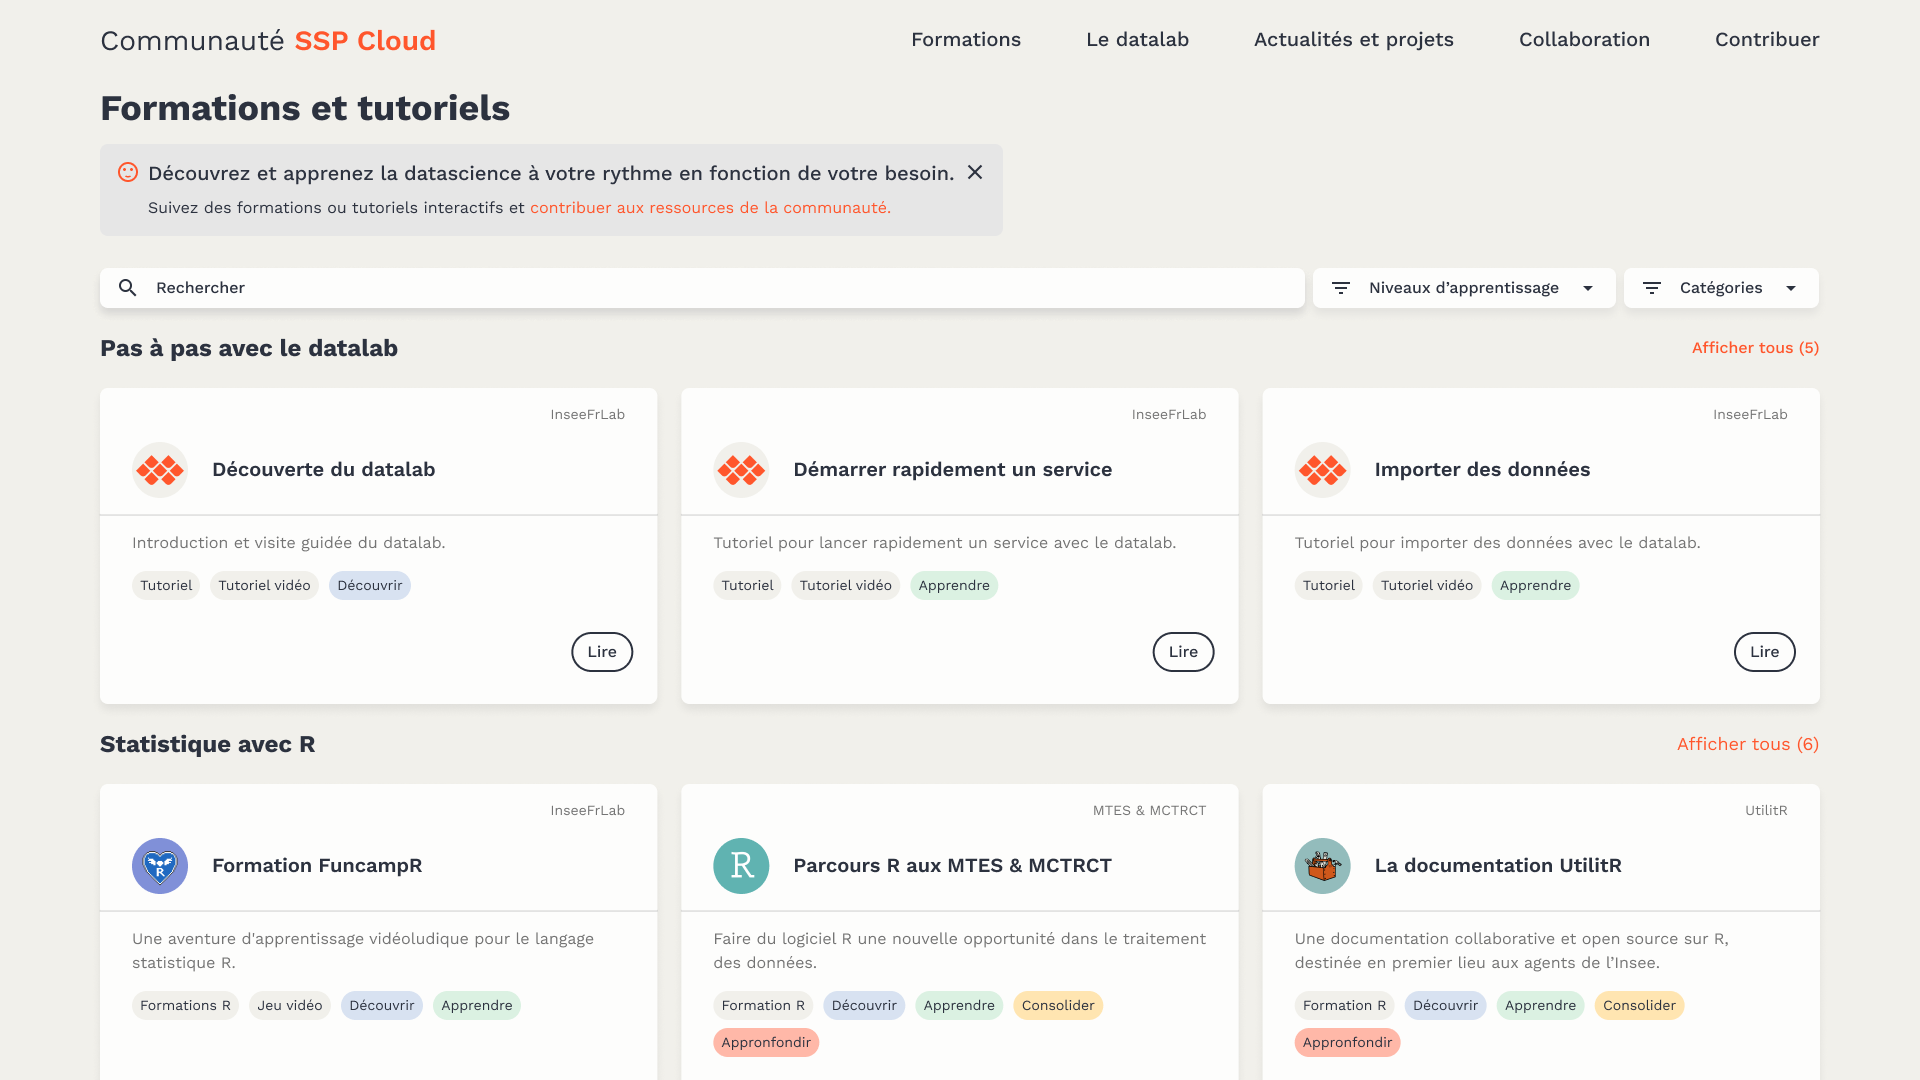 Communauté SSP Cloud
Formations
Le datalab
Actualités et projets
Collaboration
Contribuer
Formations et tutoriels
Découvrez et apprenez la datascience à votre rythme en fonction de votre besoin.
Suivez des formations ou tutoriels interactifs et contribuer aux ressources de la communauté.
Rechercher
Niveaux d’apprentissage
Catégories
Pas à pas avec le datalab
Afficher tous (5)
InseeFrLab
Découverte du datalab
Introduction et visite guidée du datalab.
Tutoriel
Tutoriel vidéo
Découvrir
Lire
InseeFrLab
Démarrer rapidement un service
Tutoriel pour lancer rapidement un service avec le datalab.
Tutoriel
Tutoriel vidéo
Apprendre
Lire
InseeFrLab
Importer des données
Tutoriel pour importer des données avec le datalab.
Tutoriel
Tutoriel vidéo
Apprendre
Lire
Statistique avec R
Afficher tous (6)
InseeFrLab
R
Formation FuncampR
Une aventure d'apprentissage vidéoludique pour le langage
statistique R.
Formations R
Jeu vidéo
Découvrir
Apprendre
MTES & MCTRCT
R
Parcours R aux MTES & MCTRCT
Faire du logiciel R une nouvelle opportunité dans le traitement
des données.
Formation R
Découvrir
Apprendre
Consolider
Appronfondir
UtilitR
La documentation UtilitR
Une documentation collaborative et open source sur R,
destinée en premier lieu aux agents de l’Insee.
Formation R
Découvrir
Apprendre
Consolider
Appronfondir